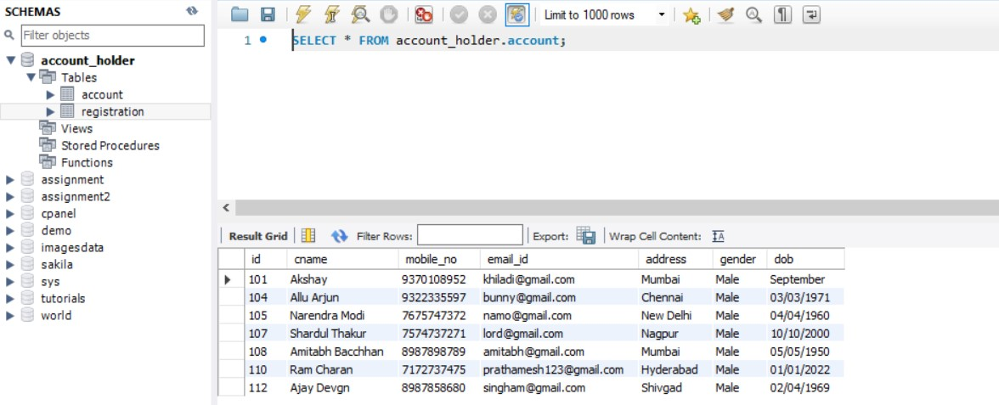 SCHEMAS
Filter objects
account_holder
Tables
account
registration
Views
Stored Procedures
Functions
assignment
assignment2
cpanel
demo
imagesdata
sakila
sys
tutorials
world
Limit to 1000 rows
1 SELECT * FROM account_holder.account;
Result Grid Filter Rows: Export: Wrap Cell Content: IA
id cname mobile_no email_id address gender dob
101 Akshay 9370108952 khiladi@gmail.com Mumbai Male September
104 Allu Arjun 9322335597 bunny@gmail.com Chennai Male 03/03/1971
105 Narendra Modi 7675747372 namo@gmail.com New Delhi Male 04/04/1960
107 Shardul Thakur 7574737271 lord@gmail.com Nagpur Male 10/10/2000
108 Amitabh Bacchhan 8987898789 amitabh@gmail.com Mumbai Male 05/05/1950
110 Ram Charan 7172737475 prathamesh123@gmail.com Hyderabad Male 01/01/2022
112 Ajay Devgn 8987858680 singham@gmail.com Shivgad Male 02/04/1969